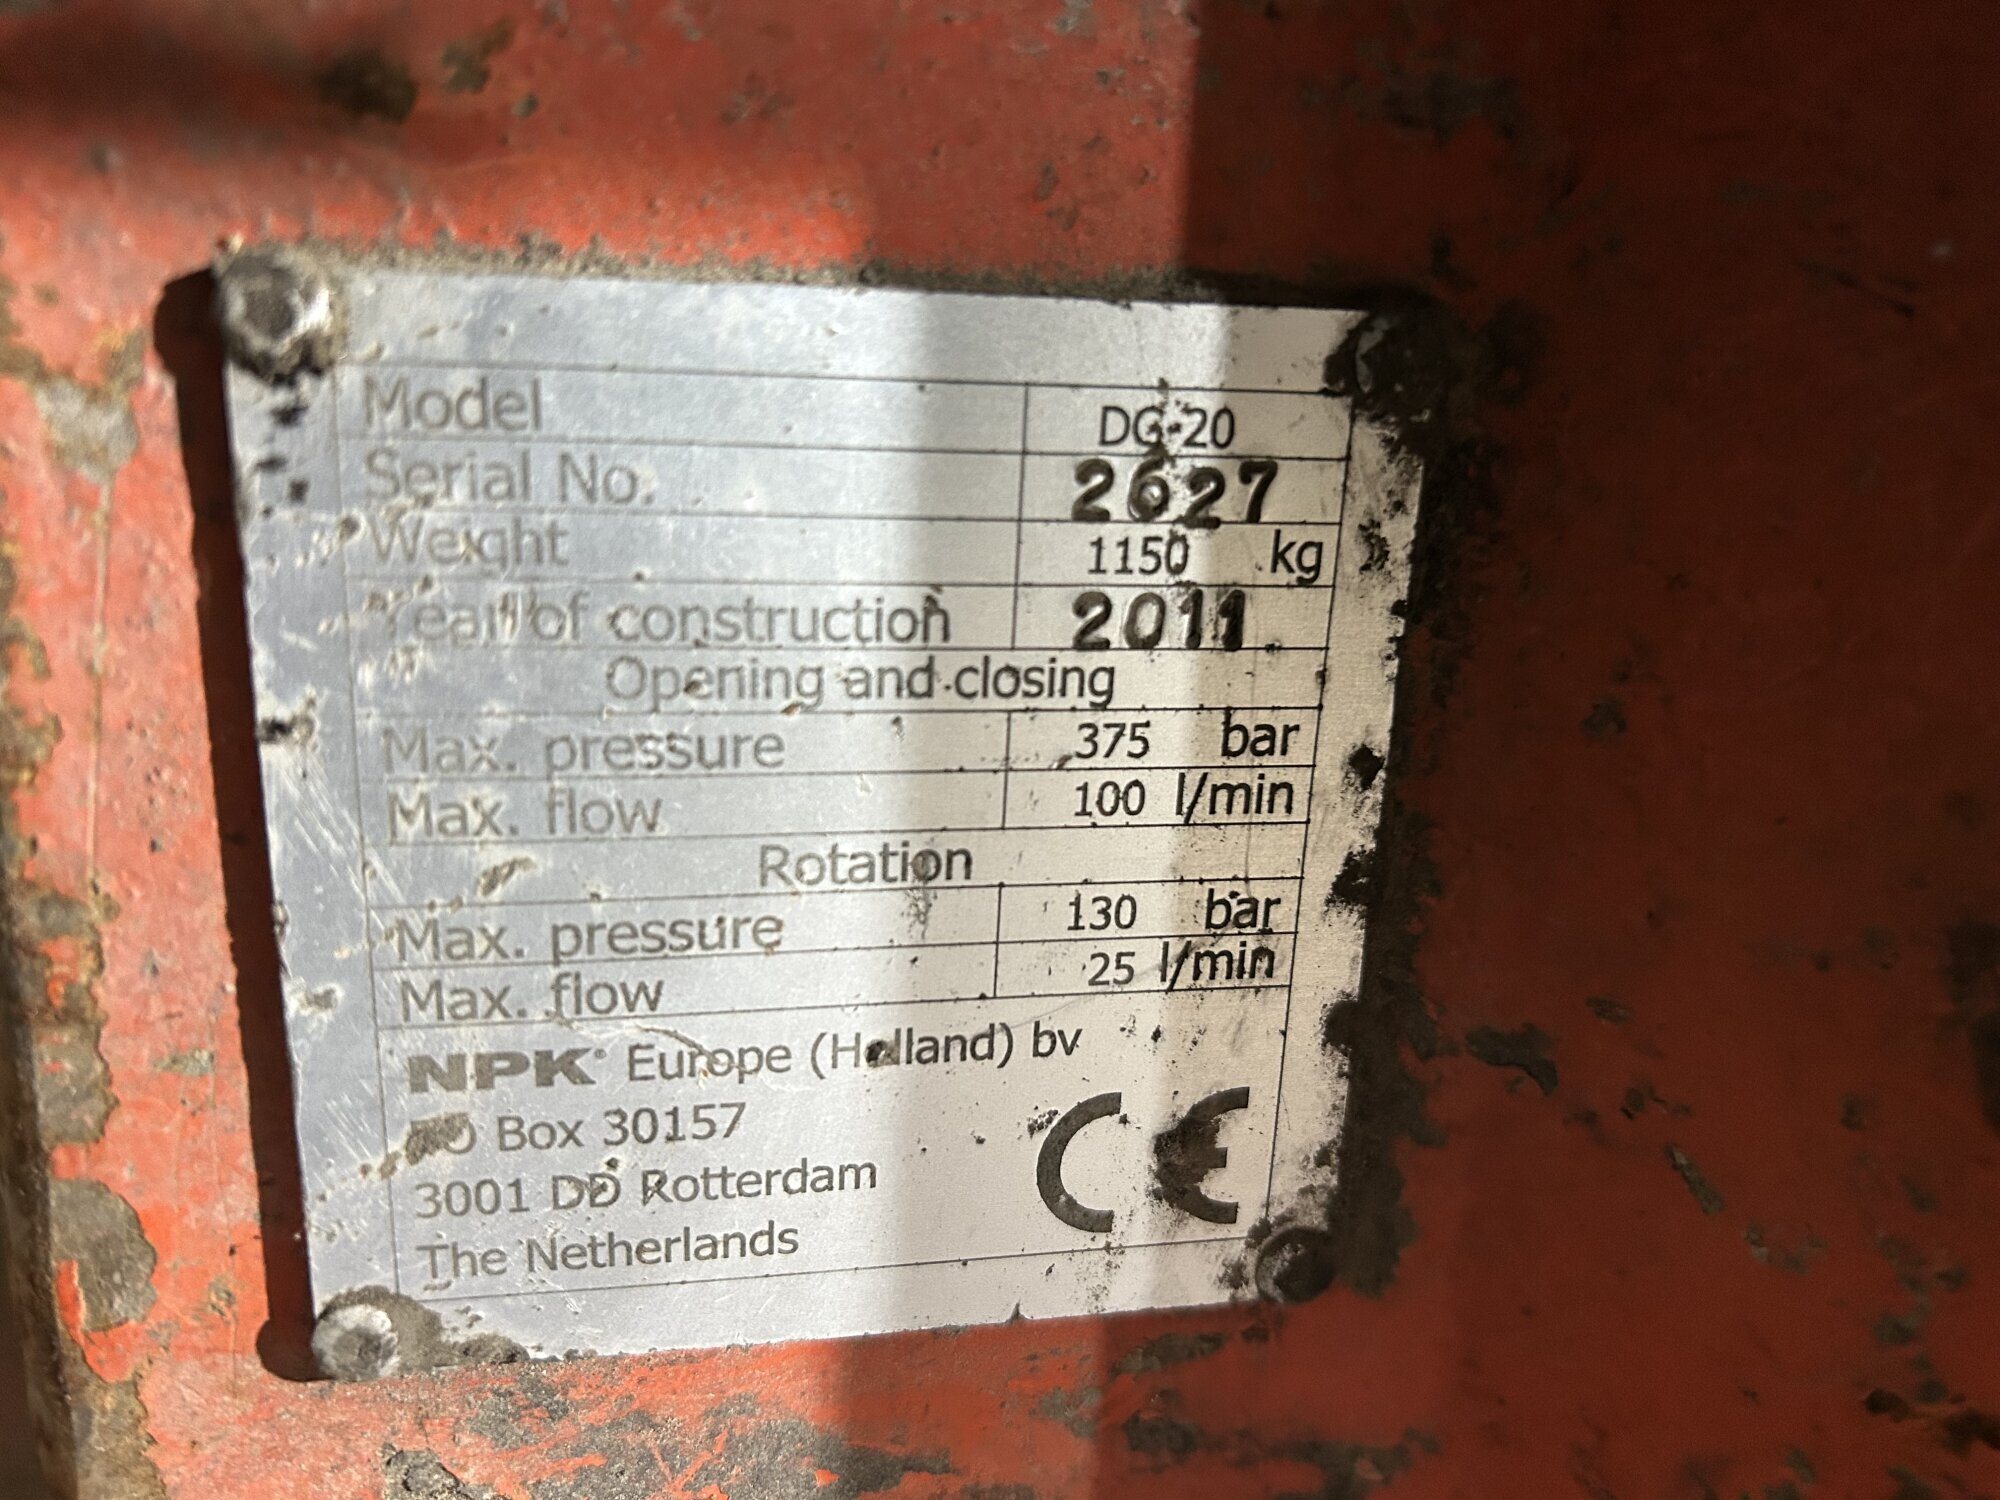 Model DG-20
Serial No. 2627
Weight 1150 kg
Year of construction 2011
Opening and closing
Max. pressure 375 bar
Max. flow 100 l/min
Rotation
Max. pressure 130 bar
Max. flow 25 l/min
NPK Europe (Holland) bv
PO Box 30157
3001 DD Rotterdam
The Netherlands
CE